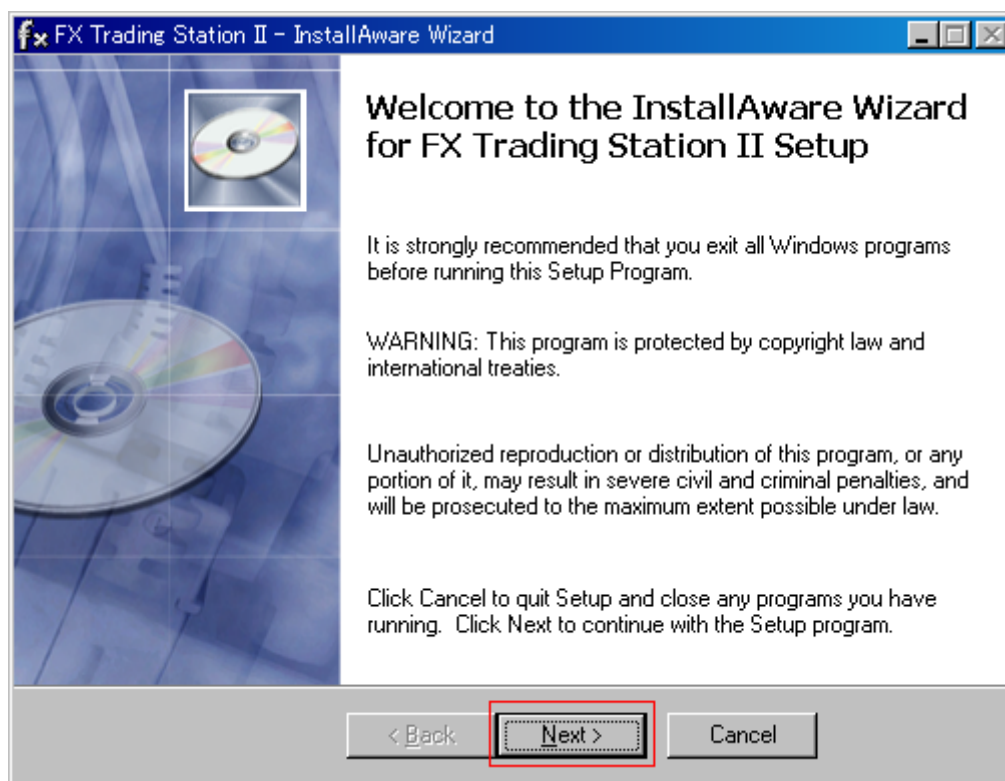 fx FX Trading Station II - InstallAware Wizard
Welcome to the InstallAware Wizard
for FX Trading Station II Setup
It is strongly recommended that you exit all Windows programs
before running this Setup Program.
WARNING: This program is protected by copyright law and
international treaties.
Unauthorized reproduction or distribution of this program, or any
portion of it, may result in severe civil and criminal penalties, and
will be prosecuted to the maximum extent possible under law.
Click Cancel to quit Setup and close any programs you have
running. Click Next to continue with the Setup program.
< Back Next > Cancel